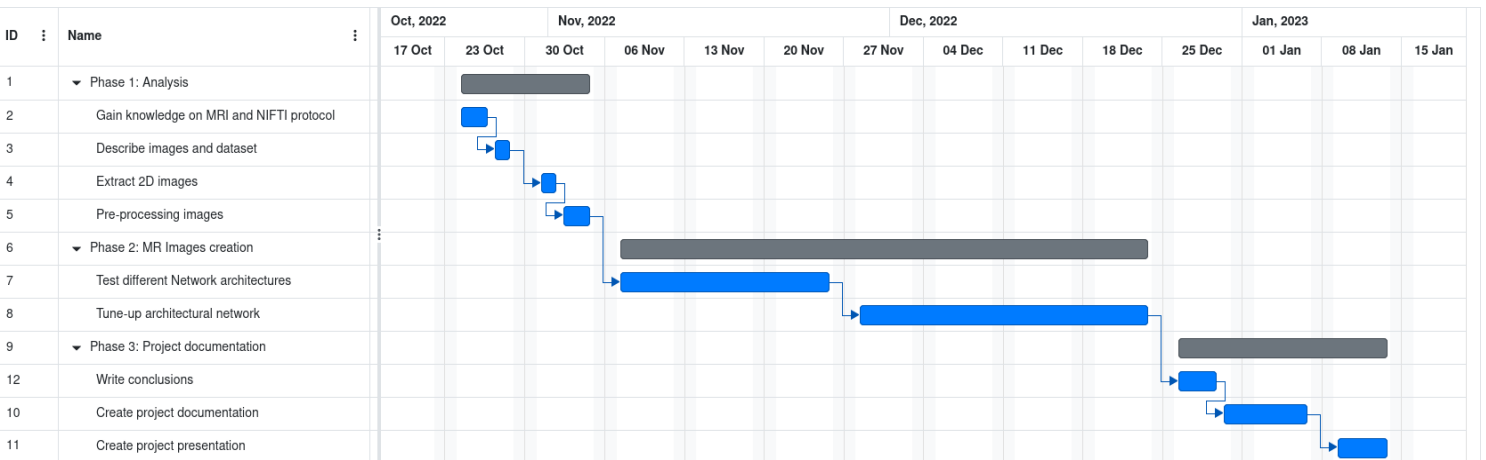 Oct, 2022 Nov, 2022 Dec, 2022 Jan, 2023
ID Name
17 Oct 23 Oct 30 Oct 06 Nov 13 Nov 20 Nov 27 Nov 04 Dec 11 Dec 18 Dec 25 Dec 01 Jan 08 Jan 15 Jan
1 Phase 1: Analysis
2 Gain knowledge on MRI and NIFTI protocol
3 Describe images and dataset
4 Extract 2D images
5 Pre-processing images
6 Phase 2: MR Images creation
7 Test different Network architectures
8 Tune-up architectural network
9 Phase 3: Project documentation
12 Write conclusions
10 Create project documentation
11 Create project presentation